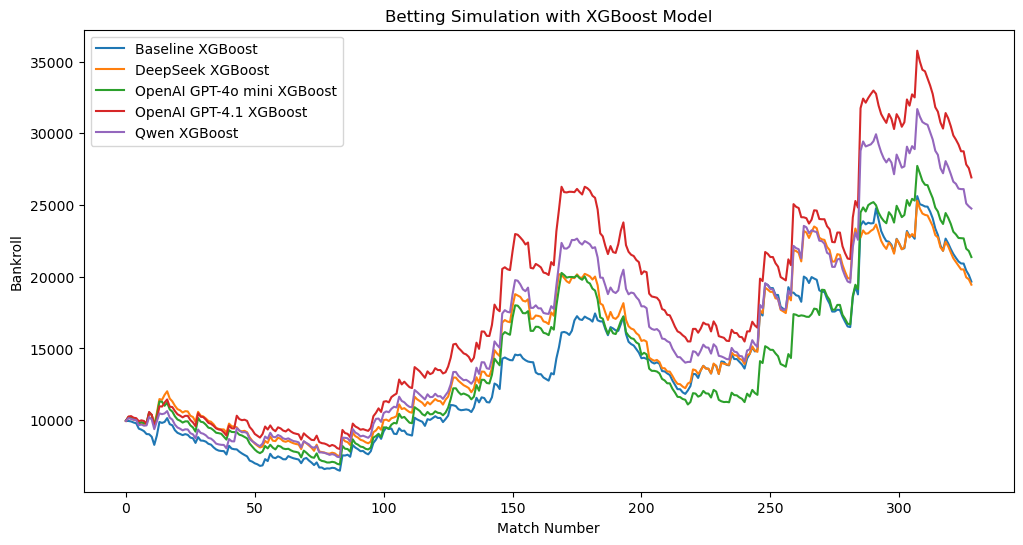 Betting Simulation with XGBoost Model
Baseline XGBoost
DeepSeek XGBoost
OpenAI GPT-4o mini XGBoost
OpenAI GPT-4.1 XGBoost
Qwen XGBoost
Bankroll
35000
30000
25000
20000
15000
10000
0
50
100
150
200
250
300
Match Number